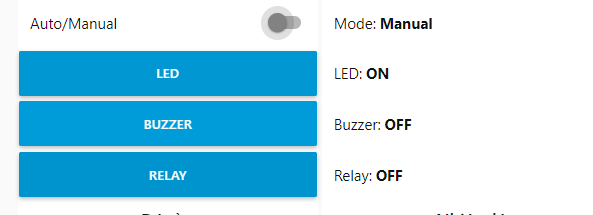 Auto/Manual
Mode: Manual
LED
LED: ON
BUZZER
Buzzer: OFF
RELAY
Relay: OFF